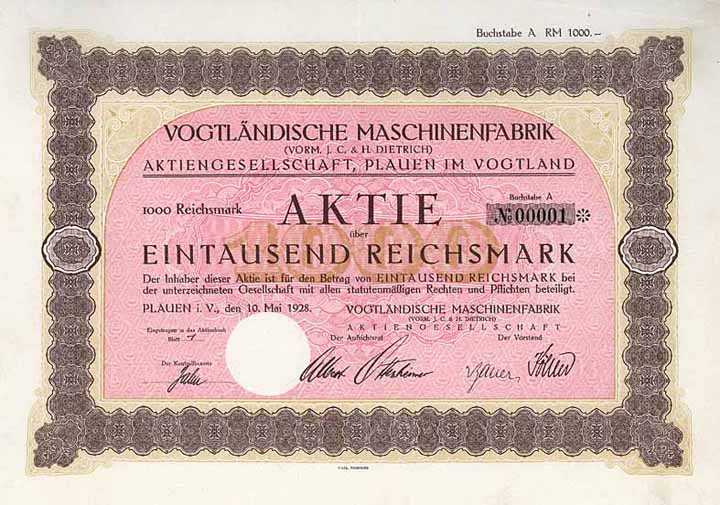 Buchstabe A RM 1000.–
VOGTLÄNDISCHE MASCHINENFABRIK
(VORM. J. C. & H. DIETRICH)
AKTIENGESELLSCHAFT, PLAUEN IM VOGTLAND
Buchstabe A
1000 Reichsmark AKTIE № 00001 ✻
über
1000
EINTAUSEND REICHSMARK
Der Inhaber dieser Aktie ist für den Betrag von EINTAUSEND REICHSMARK bei
der unterzeichneten Gesellschaft mit allen statutenmäßigen Rechten und Pflichten beteiligt.
PLAUEN i. V., den 10. Mai 1928. VOGTLÄNDISCHE MASCHINENFABRIK
(VORM. J. C. & H. DIETRICH)
AKTIENGESELLSCHAFT
Eingetragen in das Aktienbuch Der Aufsichtsrat Der Vorstand
Blatt 1
Der Kontrollbeamte
Albert